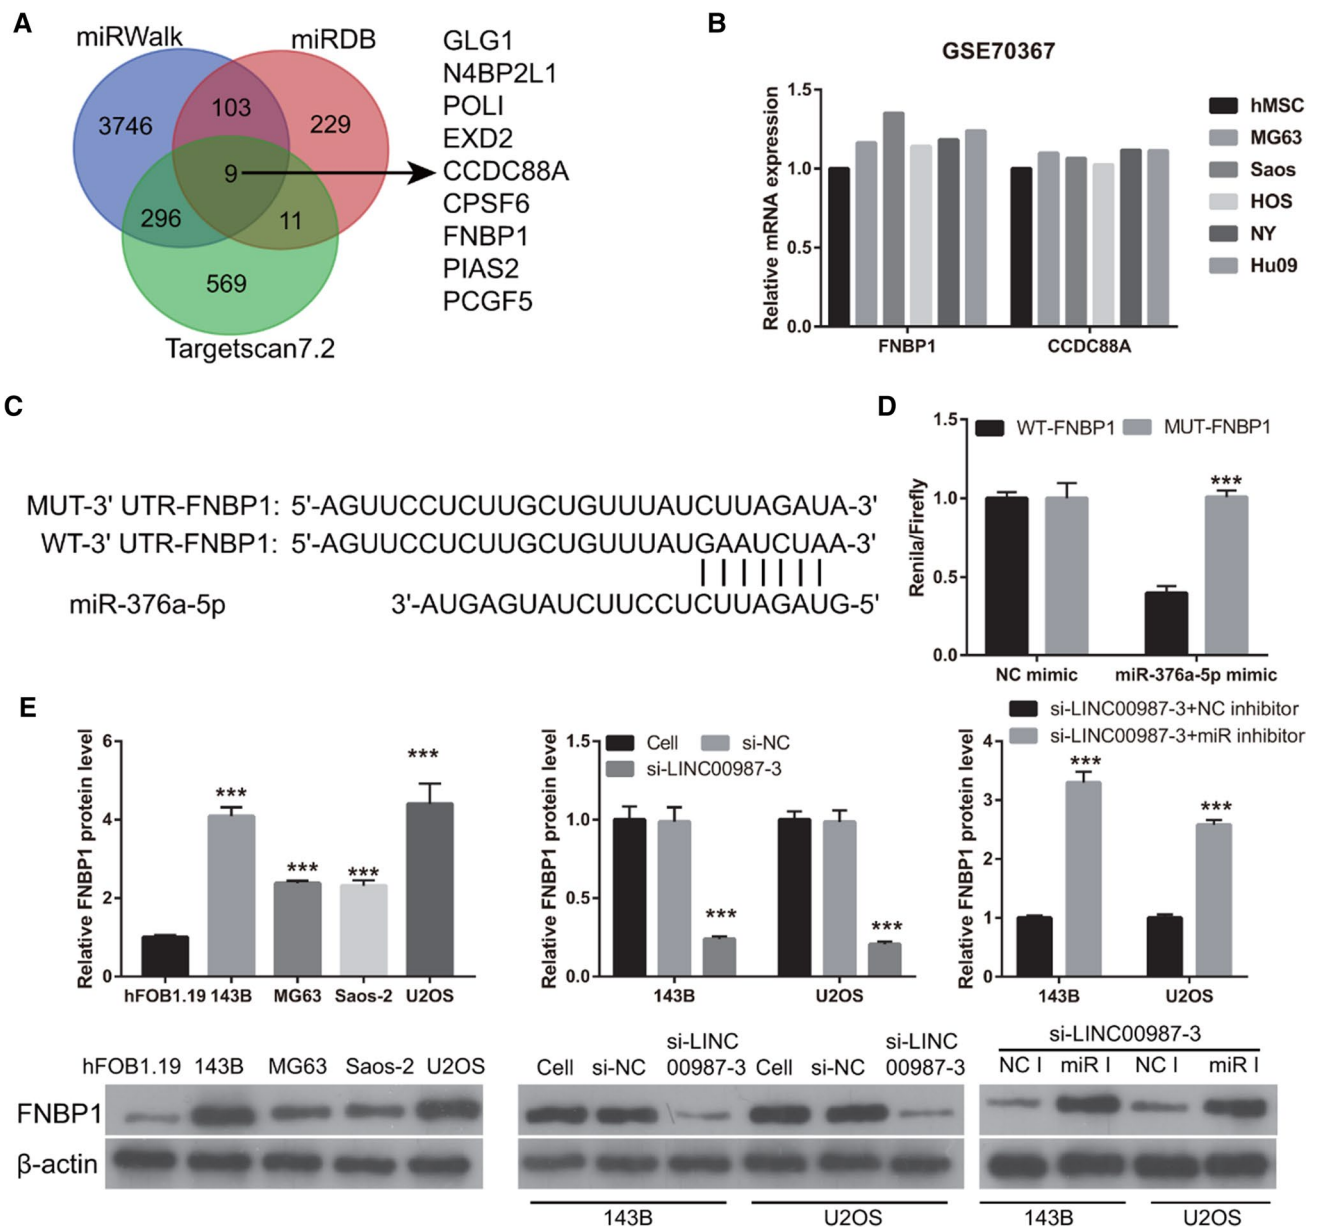 A
miRWalk
miRDB
3746
103
229
9
296
11
569
Targetscan7.2
GLG1
N4BP2L1
POLI
EXD2
CCDC88A
CPSF6
FNBP1
PIAS2
PCGF5
B
GSE70367
Relative mRNA expression
1.5
1.0
0.5
0.0
FNBP1
CCDC88A
hMSC
MG63
Saos
HOS
NY
Hu09
C
MUT-3' UTR-FNBP1: 5'-AGUUCCUCUUGCUGUUUAUCUUAGAUA-3'
WT-3' UTR-FNBP1: 5'-AGUUCCUCUUGCUGUUUAUGAAUCUAA-3'
miR-376a-5p 3'-AUGAGUAUCUUCCUCUUAGAUG-5'
D
WT-FNBP1 MUT-FNBP1
Renila/Firefly
1.5
1.0
0.5
0.0
***
NC mimic
miR-376a-5p mimic
E
Relative FNBP1 protein level
6
4
2
0
***
***
***
***
hFOB1.19 143B MG63 Saos-2 U2OS
Relative FNBP1 protein level
1.5
1.0
0.5
0.0
Cell si-NC
si-LINC00987-3
***
***
143B U2OS
si-LINC00987-3+NC inhibitor
si-LINC00987-3+miR inhibitor
Relative FNBP1 protein level
4
3
2
1
0
***
***
143B U2OS
hFOB1.19 143B MG63 Saos-2 U2OS
FNBP1
β-actin
Cell si-NC si-LINC 00987-3 Cell si-NC si-LINC 00987-3
143B U2OS
si-LINC00987-3
NC I miR I NC I miR I
143B U2OS